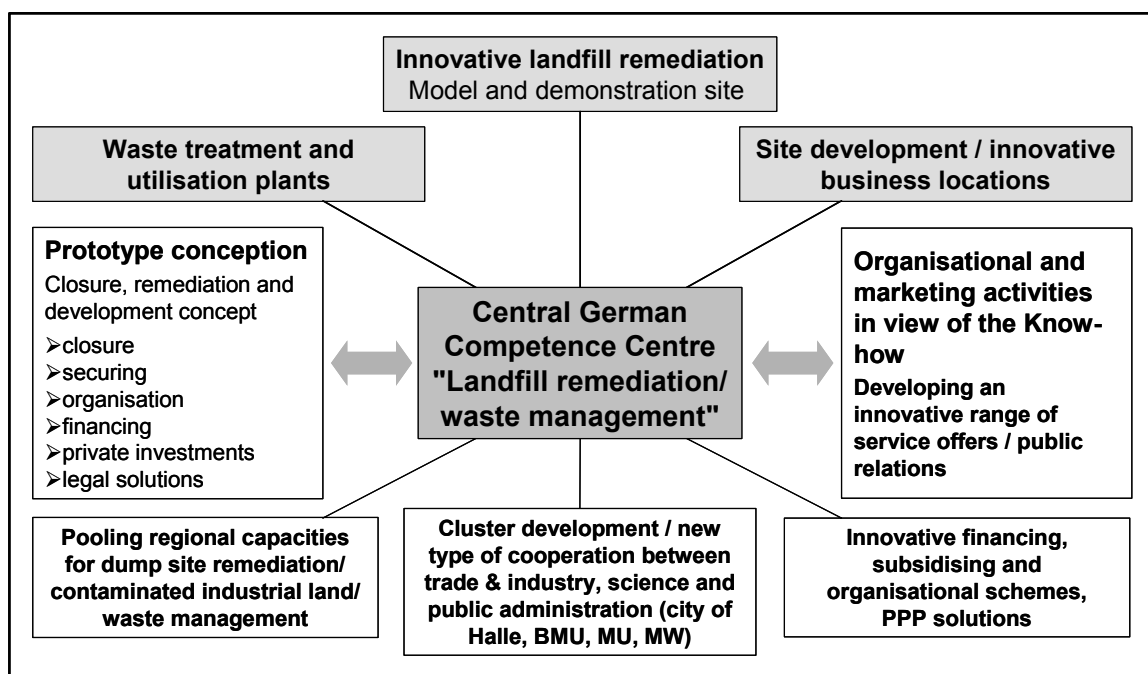 Innovative landfill remediation
Model and demonstration site
Waste treatment and
utilisation plants
Site development / innovative
business locations
Prototype conception
Closure, remediation and
development concept
➢closure
➢securing
➢organisation
➢financing
➢private investments
➢legal solutions
Central German
Competence Centre
"Landfill remediation/
waste management"
Organisational and
marketing activities
in view of the Know-
how
Developing an
innovative range of
service offers / public
relations
Pooling regional capacities
for dump site remediation/
contaminated industrial land/
waste management
Cluster development / new
type of cooperation between
trade & industry, science and
public administration (city of
Halle, BMU, MU, MW)
Innovative financing,
subsidising and
organisational schemes,
PPP solutions